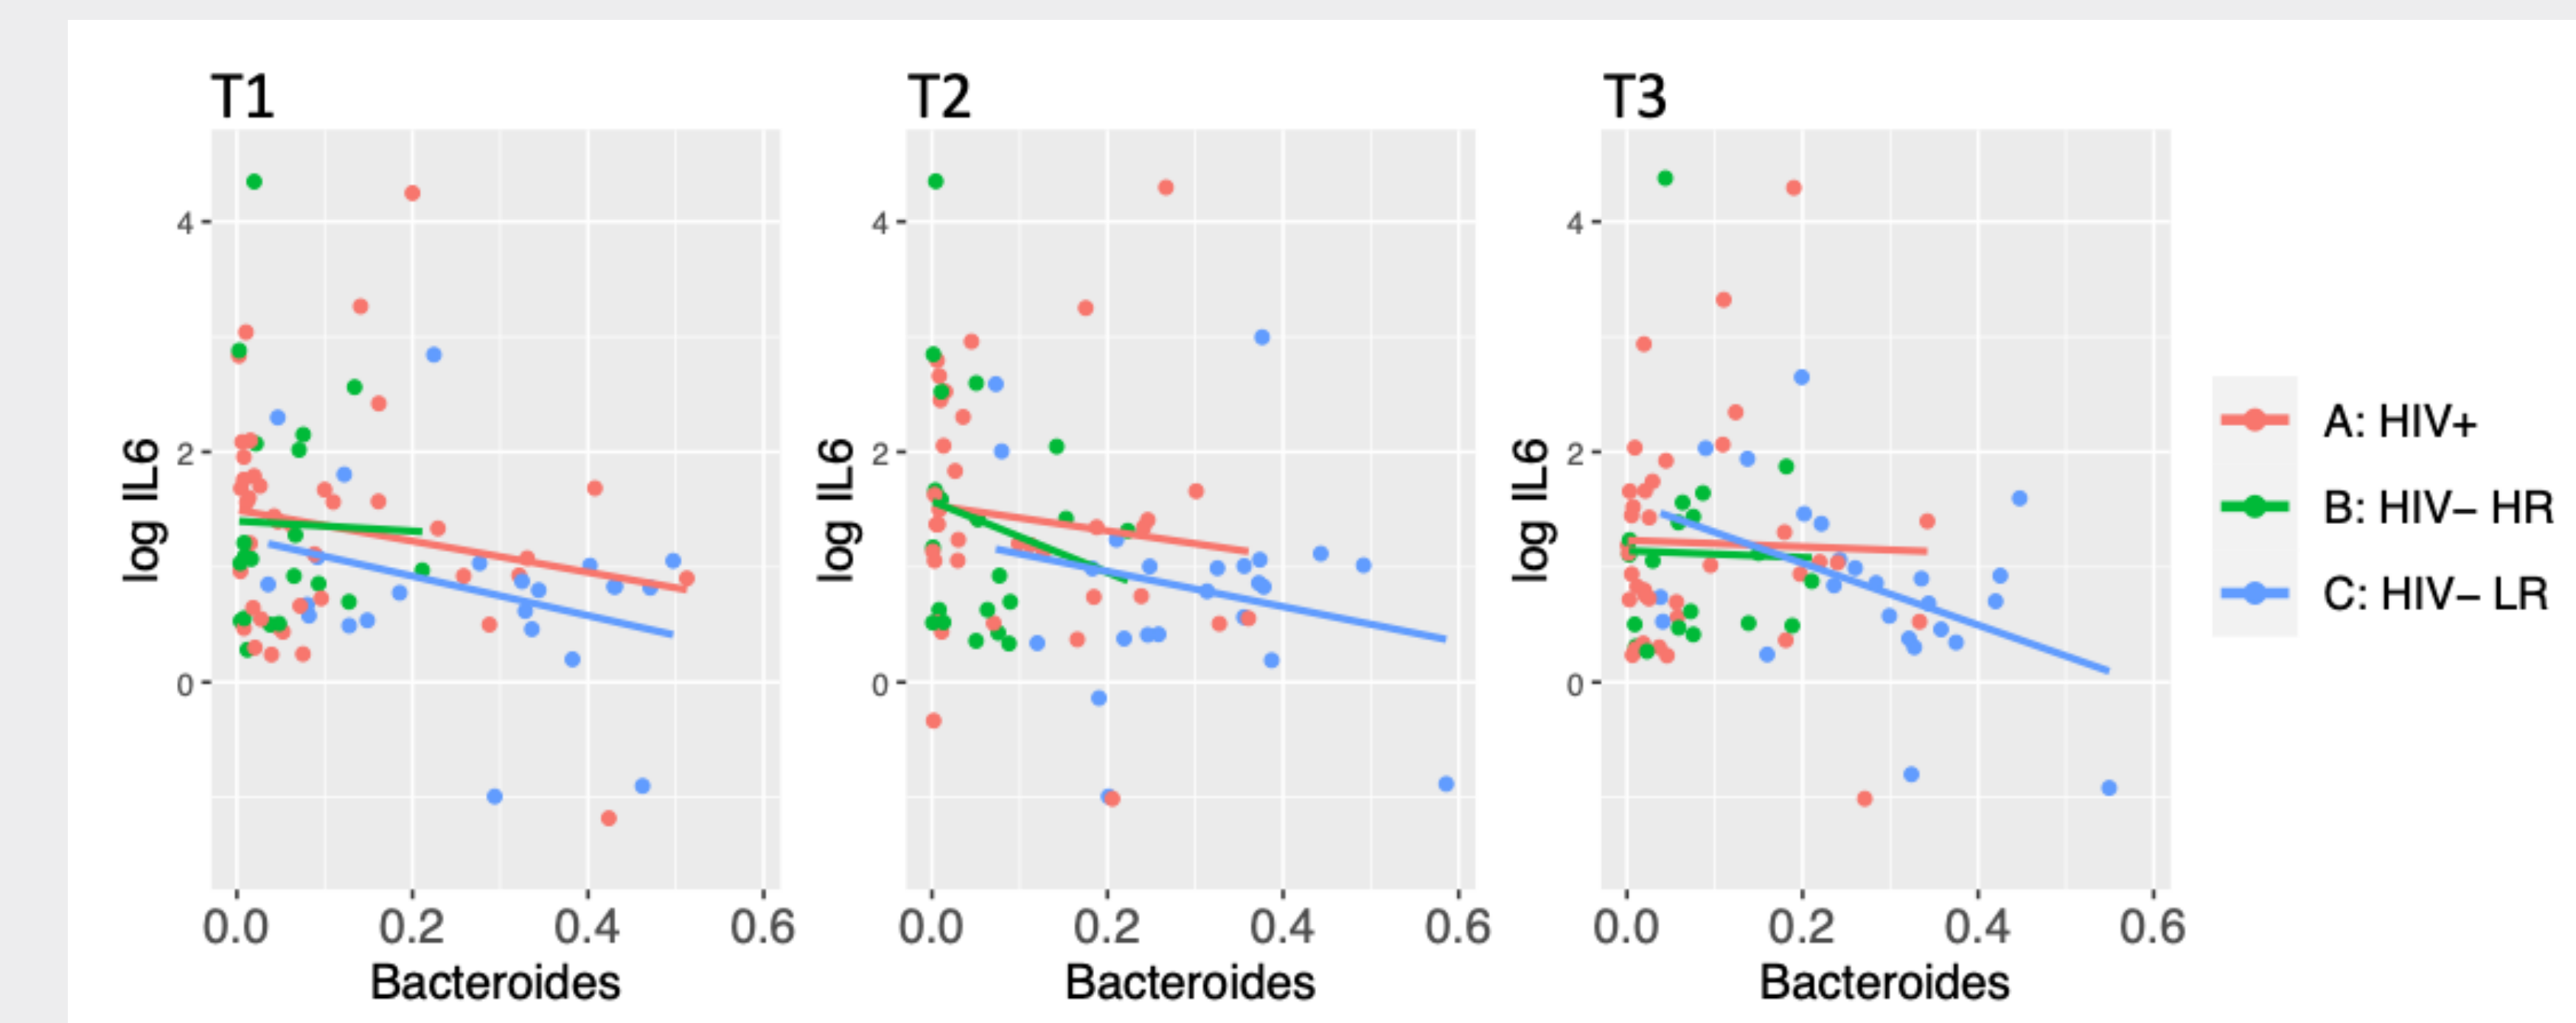 T1
T2
T3
log IL6
4
2
0
0.0 0.2 0.4 0.6
Bacteroides
log IL6
4
2
0
0.0 0.2 0.4 0.6
Bacteroides
log IL6
4
2
0
0.0 0.2 0.4 0.6
Bacteroides
A: HIV+
B: HIV– HR
C: HIV– LR